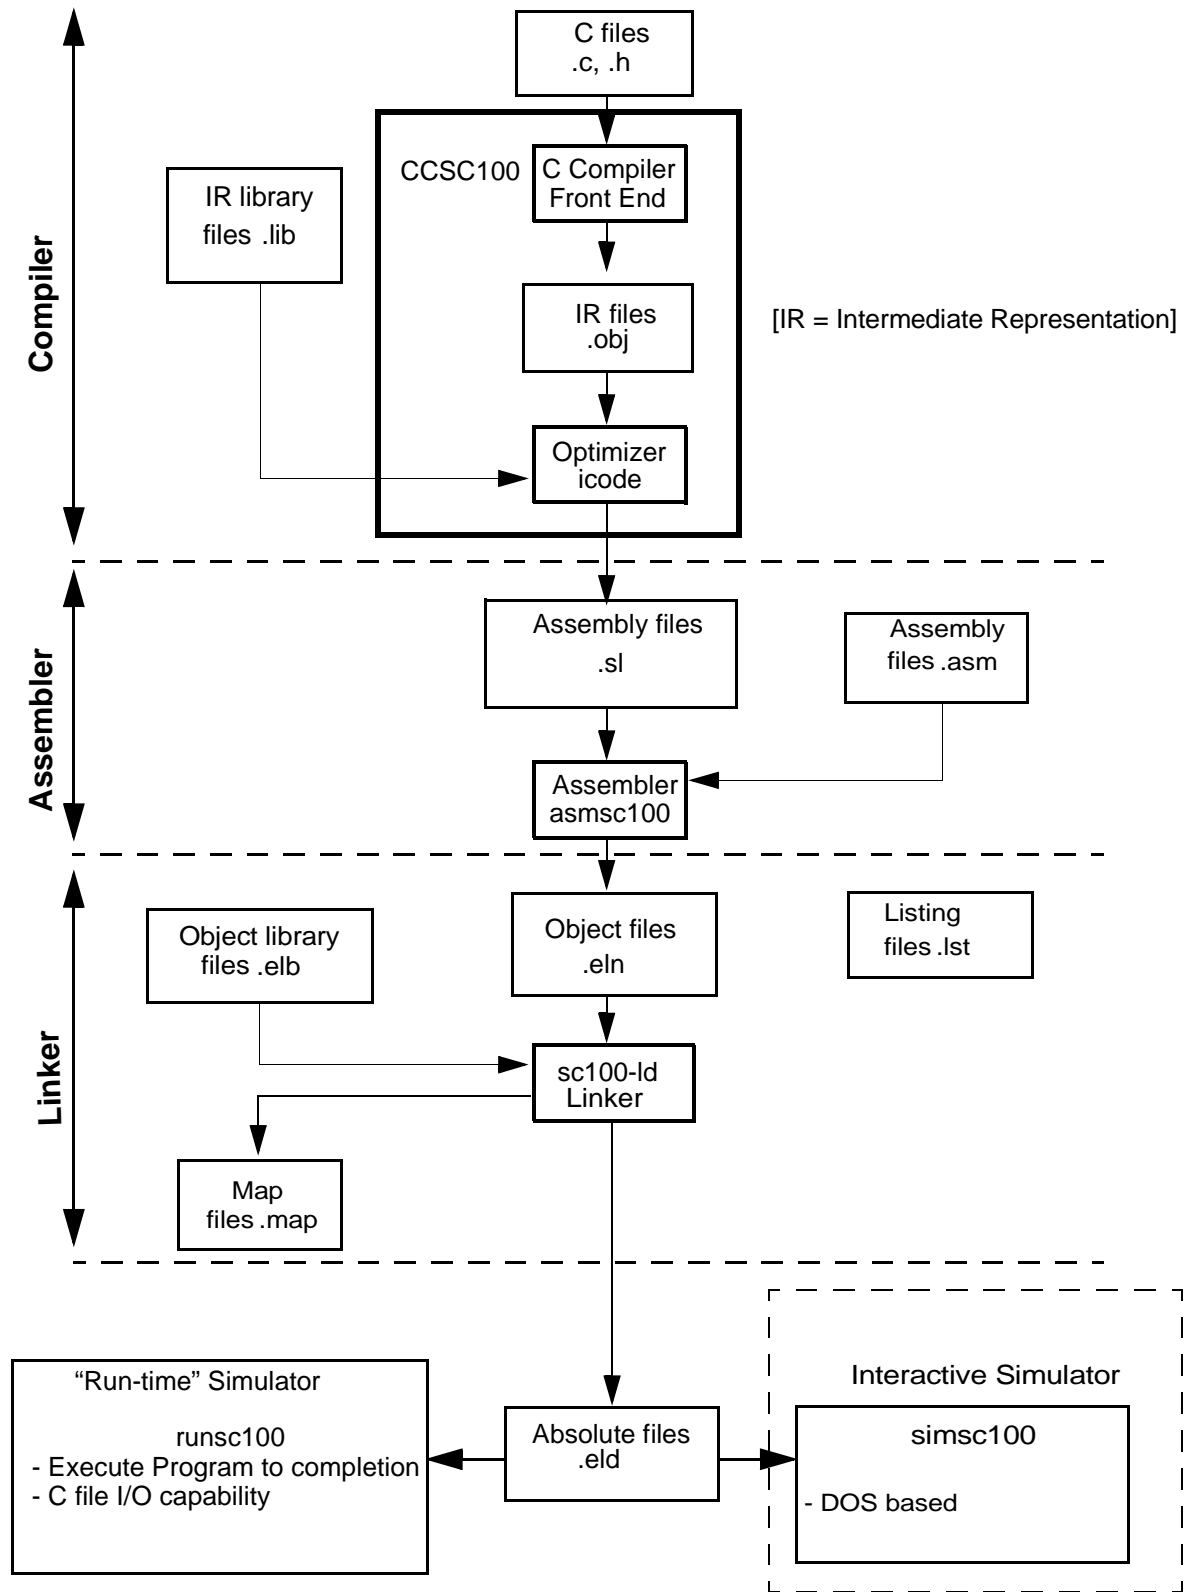 C files
.c, .h
CCSC100
C Compiler
Front End
IR library
files .lib
IR files
.obj
[IR = Intermediate Representation]
Optimizer
icode
Compiler
Assembly files
.sl
Assembly
files .asm
Assembler
asmsc100
Assembler
Object library
files .elb
Object files
.eln
Listing
files .lst
sc100-ld
Linker
Map
files .map
Linker
“Run-time” Simulator
runsc100
- Execute Program to completion
- C file I/O capability
Absolute files
.eld
Interactive Simulator
simsc100
- DOS based